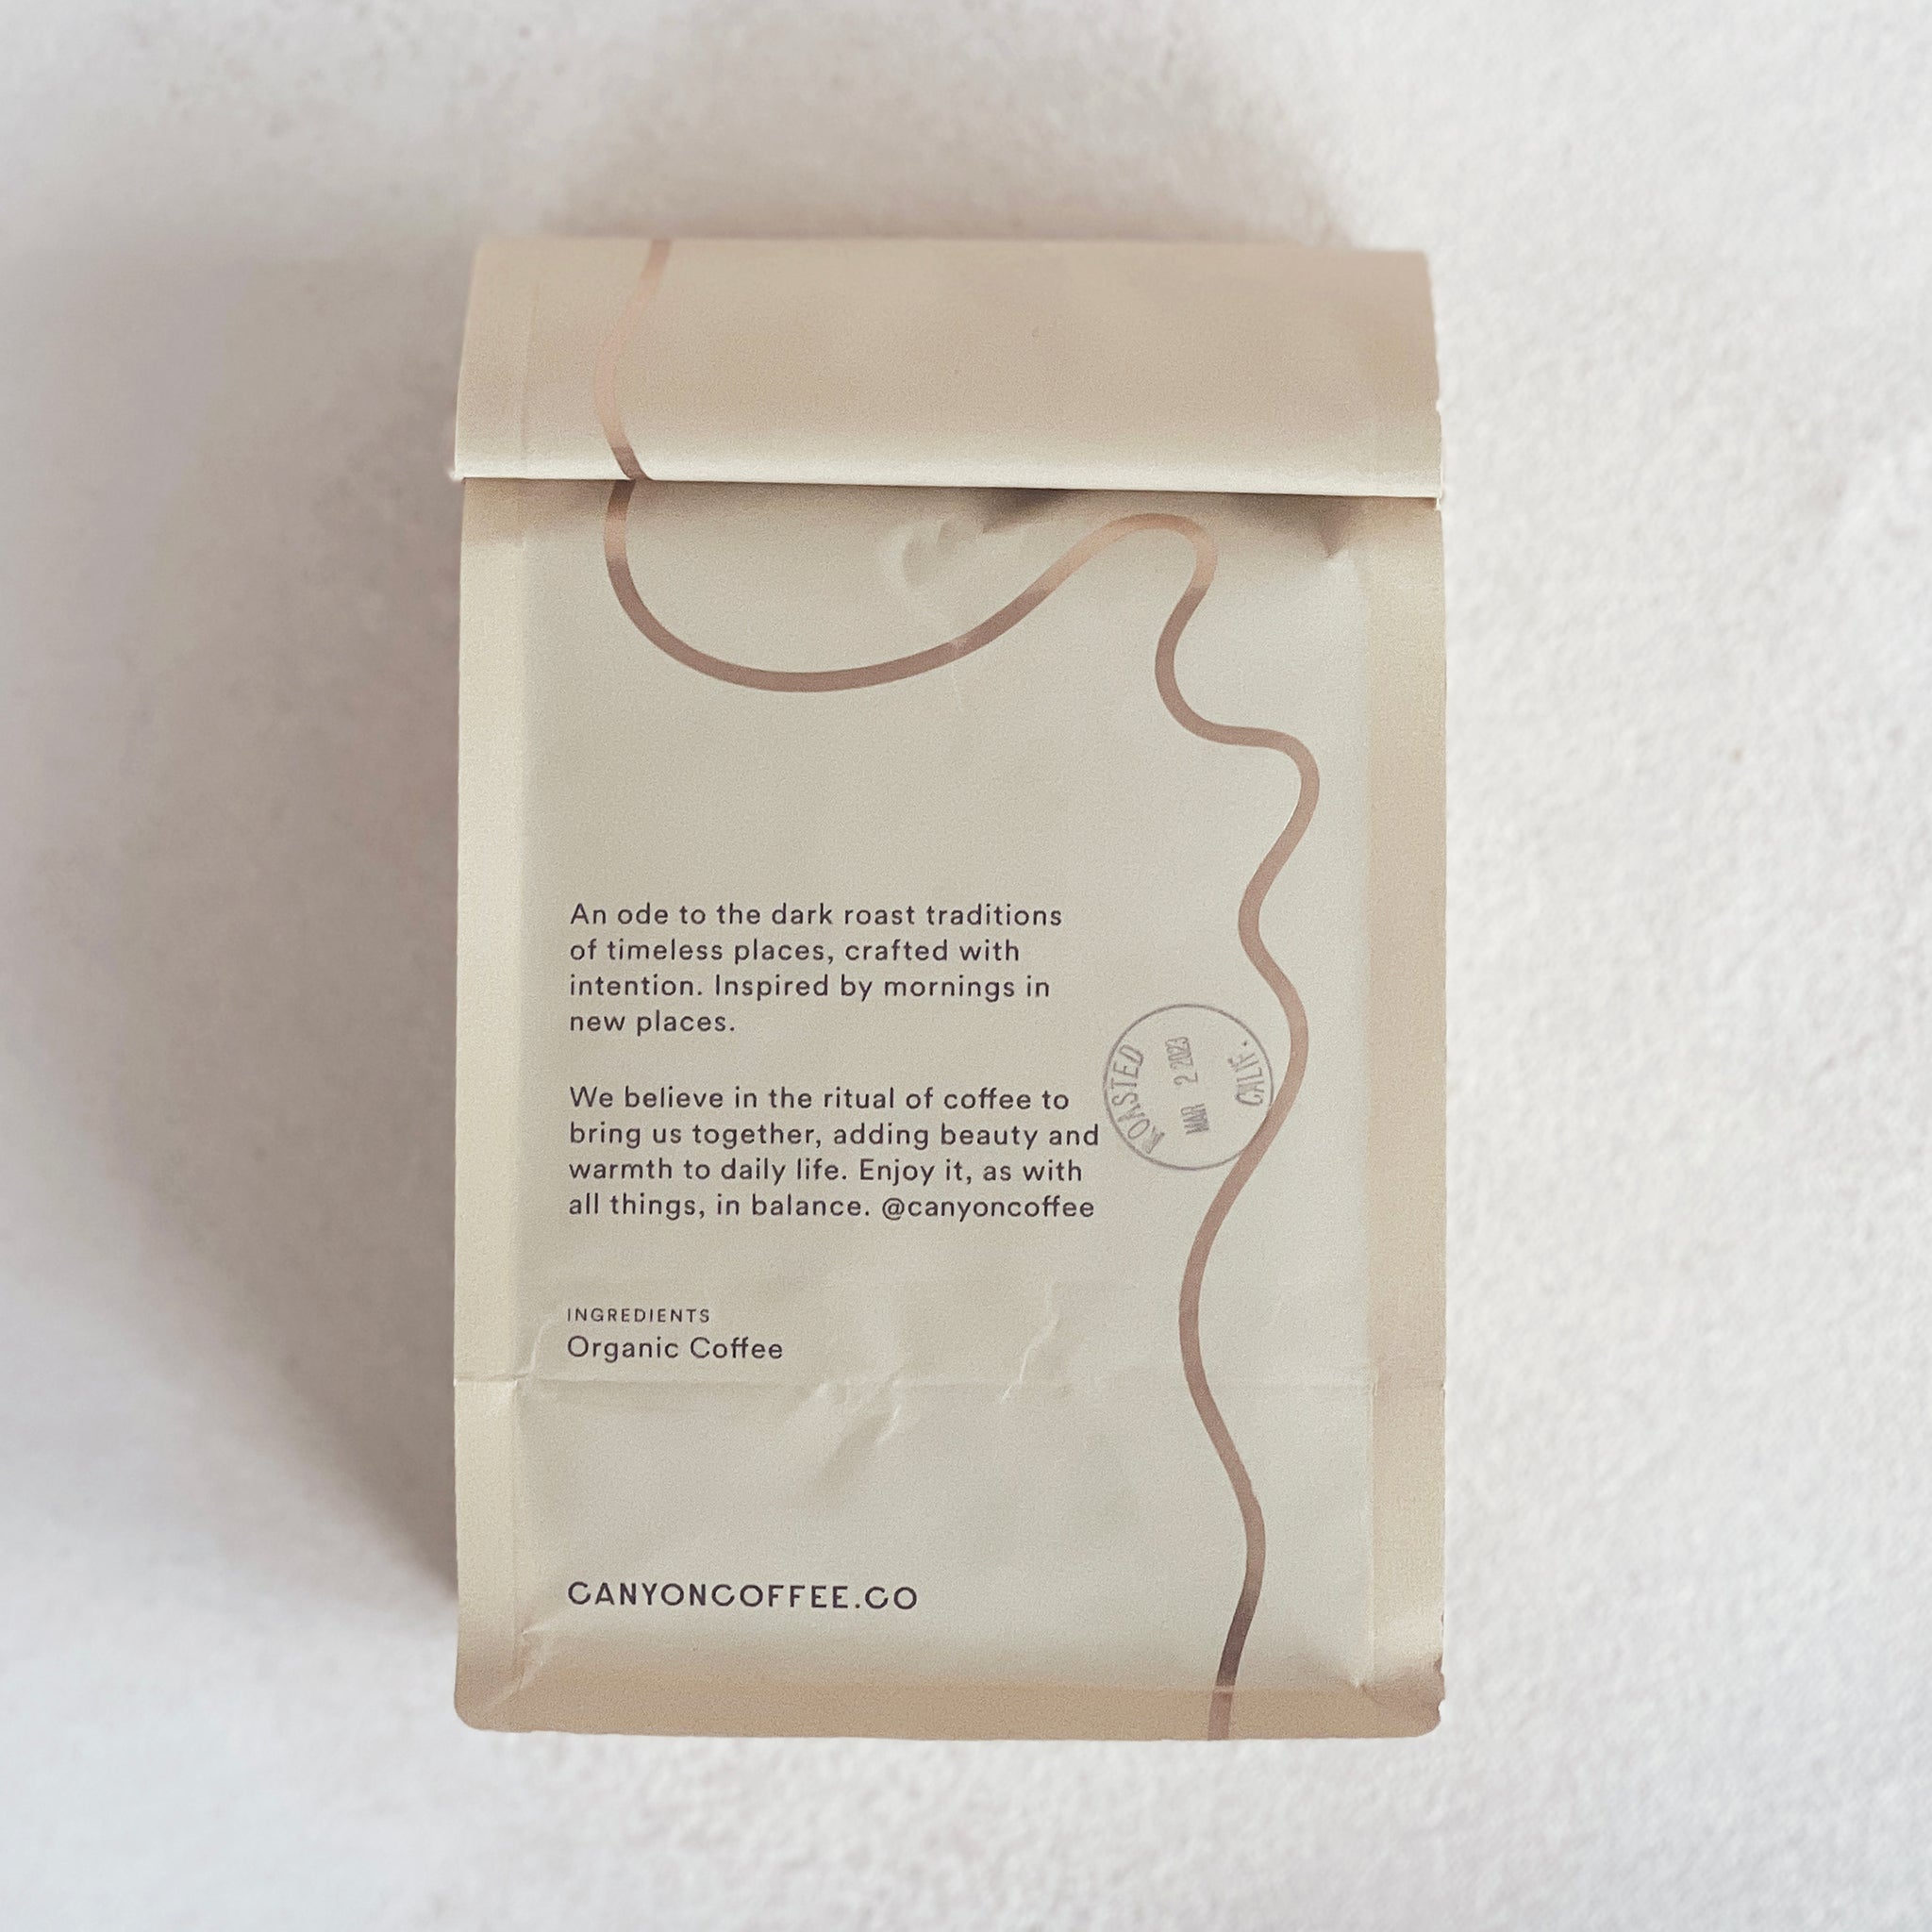 An ode to the dark roast traditions
of timeless places, crafted with
intention. Inspired by mornings in
new places.
We believe in the ritual of coffee to
bring us together, adding beauty and
warmth to daily life. Enjoy it, as with
all things, in balance. @canyoncoffee
ROASTED
MAR 2 2023
CALIF.
INGREDIENTS
Organic Coffee
CANYONCOFFEE.CO